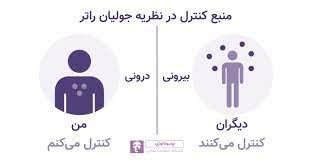 منبع کنترل در نظریه جولیان راتر
درونی
بیرونی
من
کنترل می‌کنم
دیگران
کنترل می‌کنند